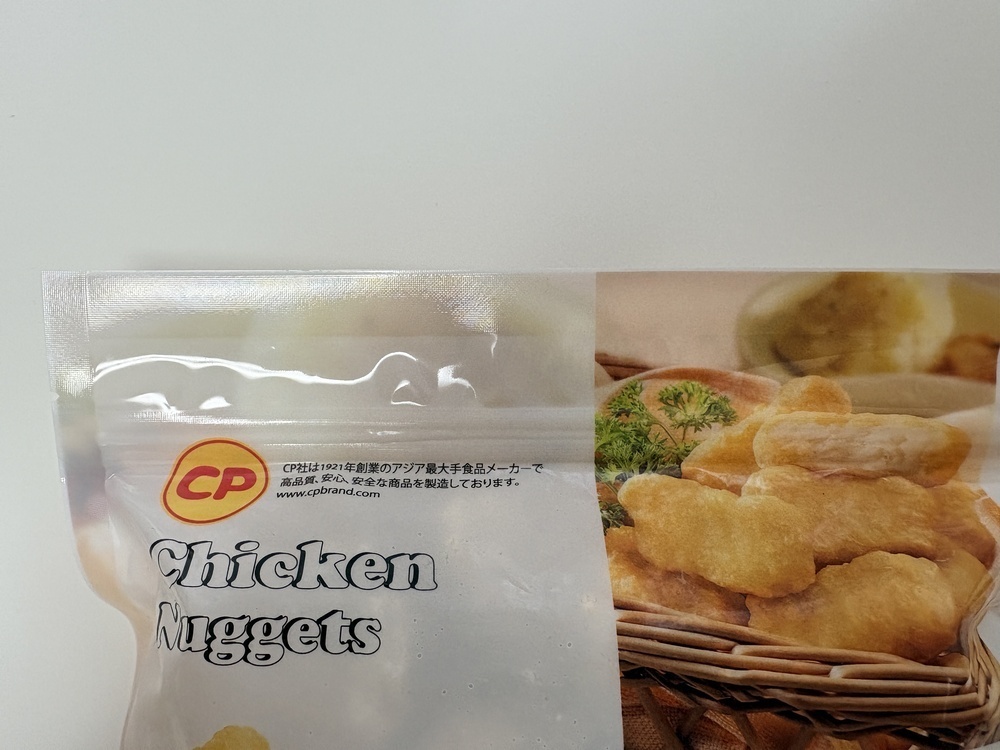 CP
CP社は1921年創業のアジア最大手食品メーカーで
高品質、安心、安全な商品を製造しております。
www.cpbrand.com
Chicken
Nuggets